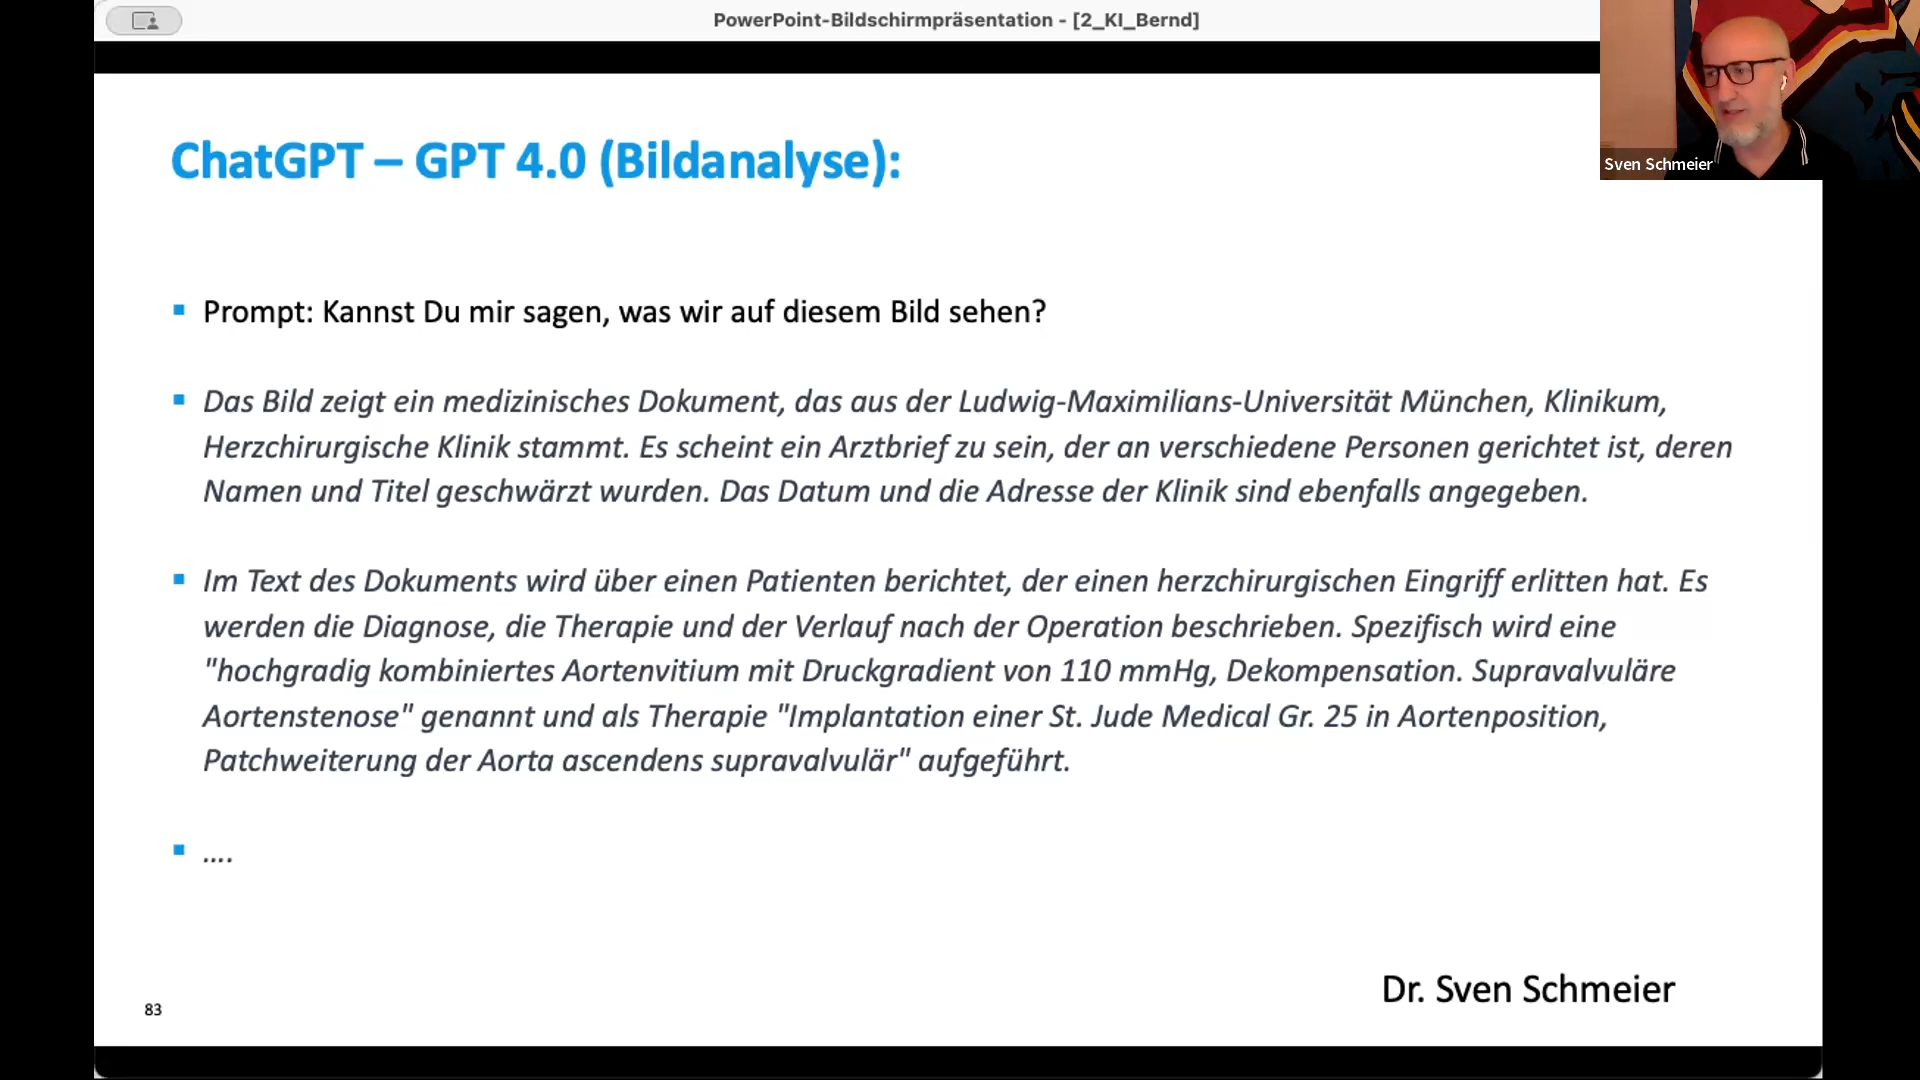 PowerPoint-Bildschirmpräsentation - [2_KI_Bernd]
Sven Schmeier
ChatGPT – GPT 4.0 (Bildanalyse):
Prompt: Kannst Du mir sagen, was wir auf diesem Bild sehen?
Das Bild zeigt ein medizinisches Dokument, das aus der Ludwig-Maximilians-Universität München, Klinikum,
Herzchirurgische Klinik stammt. Es scheint ein Arztbrief zu sein, der an verschiedene Personen gerichtet ist, deren
Namen und Titel geschwärzt wurden. Das Datum und die Adresse der Klinik sind ebenfalls angegeben.
Im Text des Dokuments wird über einen Patienten berichtet, der einen herzchirurgischen Eingriff erlitten hat. Es
werden die Diagnose, die Therapie und der Verlauf nach der Operation beschrieben. Spezifisch wird eine
"hochgradig kombiniertes Aortenvitium mit Druckgradient von 110 mmHg, Dekompensation. Supravalvuläre
Aortenstenose" genannt und als Therapie "Implantation einer St. Jude Medical Gr. 25 in Aortenposition,
Patchweiterung der Aorta ascendens supravalvulär" aufgeführt.
....
Dr. Sven Schmeier
83